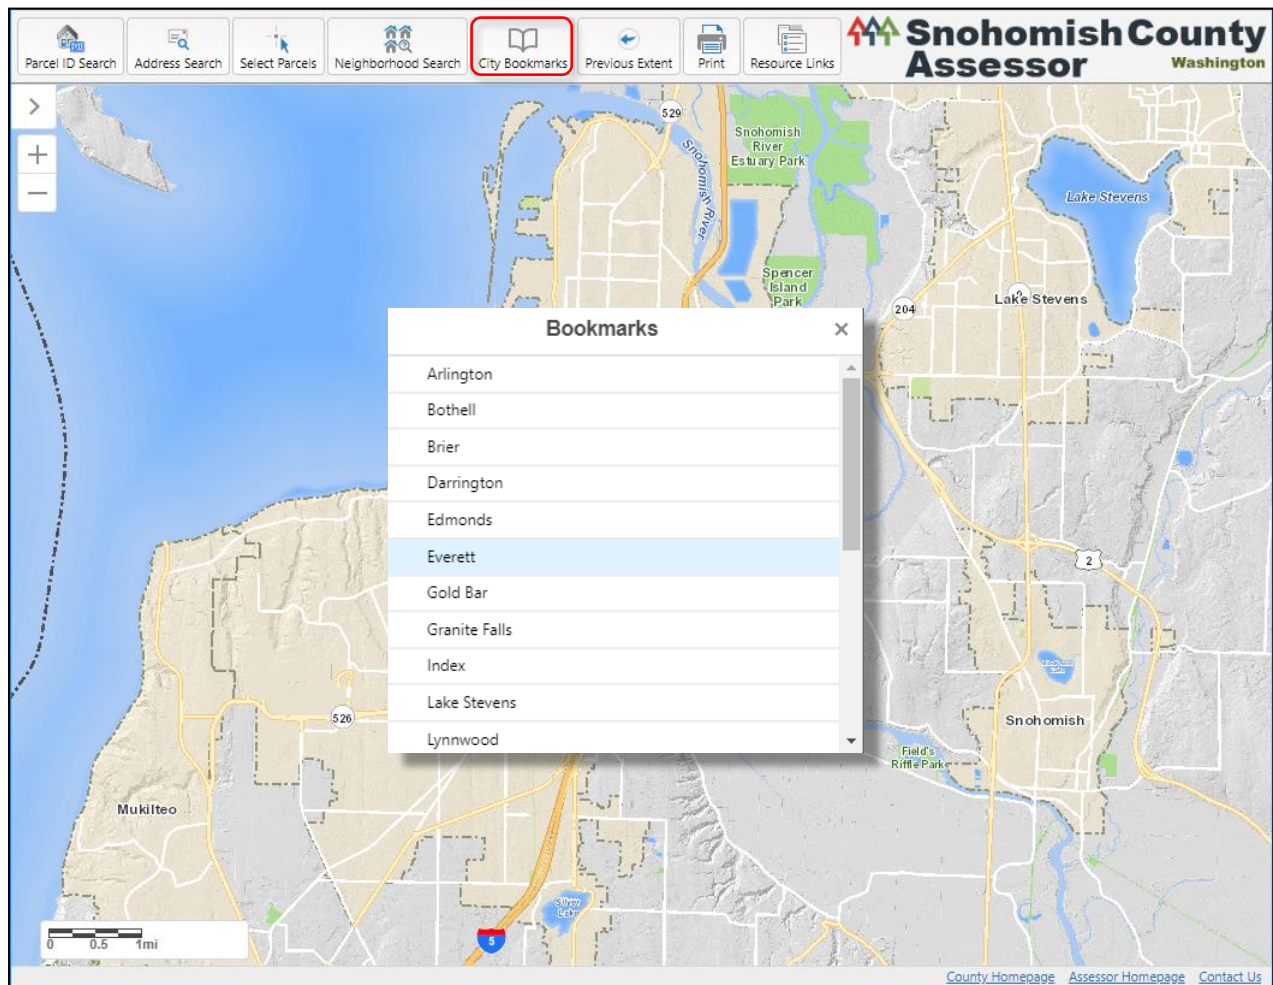 Parcel ID Search
Address Search
Select Parcels
Neighborhood Search
City Bookmarks
Previous Extent
Print
Resource Links
Snohomish County
Assessor
Washington
529
Snohomish
River
Estuary Park
Snohomish River
Lake Stevens
Spencer
Island
Park
204
Lake Stevens
Bookmarks
Arlington
Bothell
Brier
Darrington
Edmonds
Everett
Gold Bar
Granite Falls
Index
Lake Stevens
Lynnwood
2
526
Snohomish
Field's
Riffle Park
Mukilteo
Silver
Lake
5
0 0.5 1mi
County Homepage Assessor Homepage Contact Us